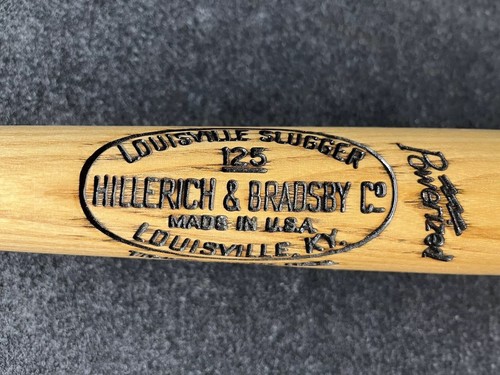 LOUISVILLE SLUGGER
125
HILLERICH & BRADSBY CO
MADE IN U.S.A.
LOUISVILLE, KY.
Powerized